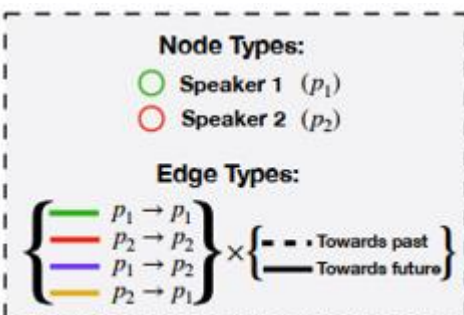 Node Types:
Speaker 1 (p₁)
Speaker 2 (p₂)
Edge Types:
p₁ → p₁
p₂ → p₂
p₁ → p₂
p₂ → p₁
×
Towards past
Towards future